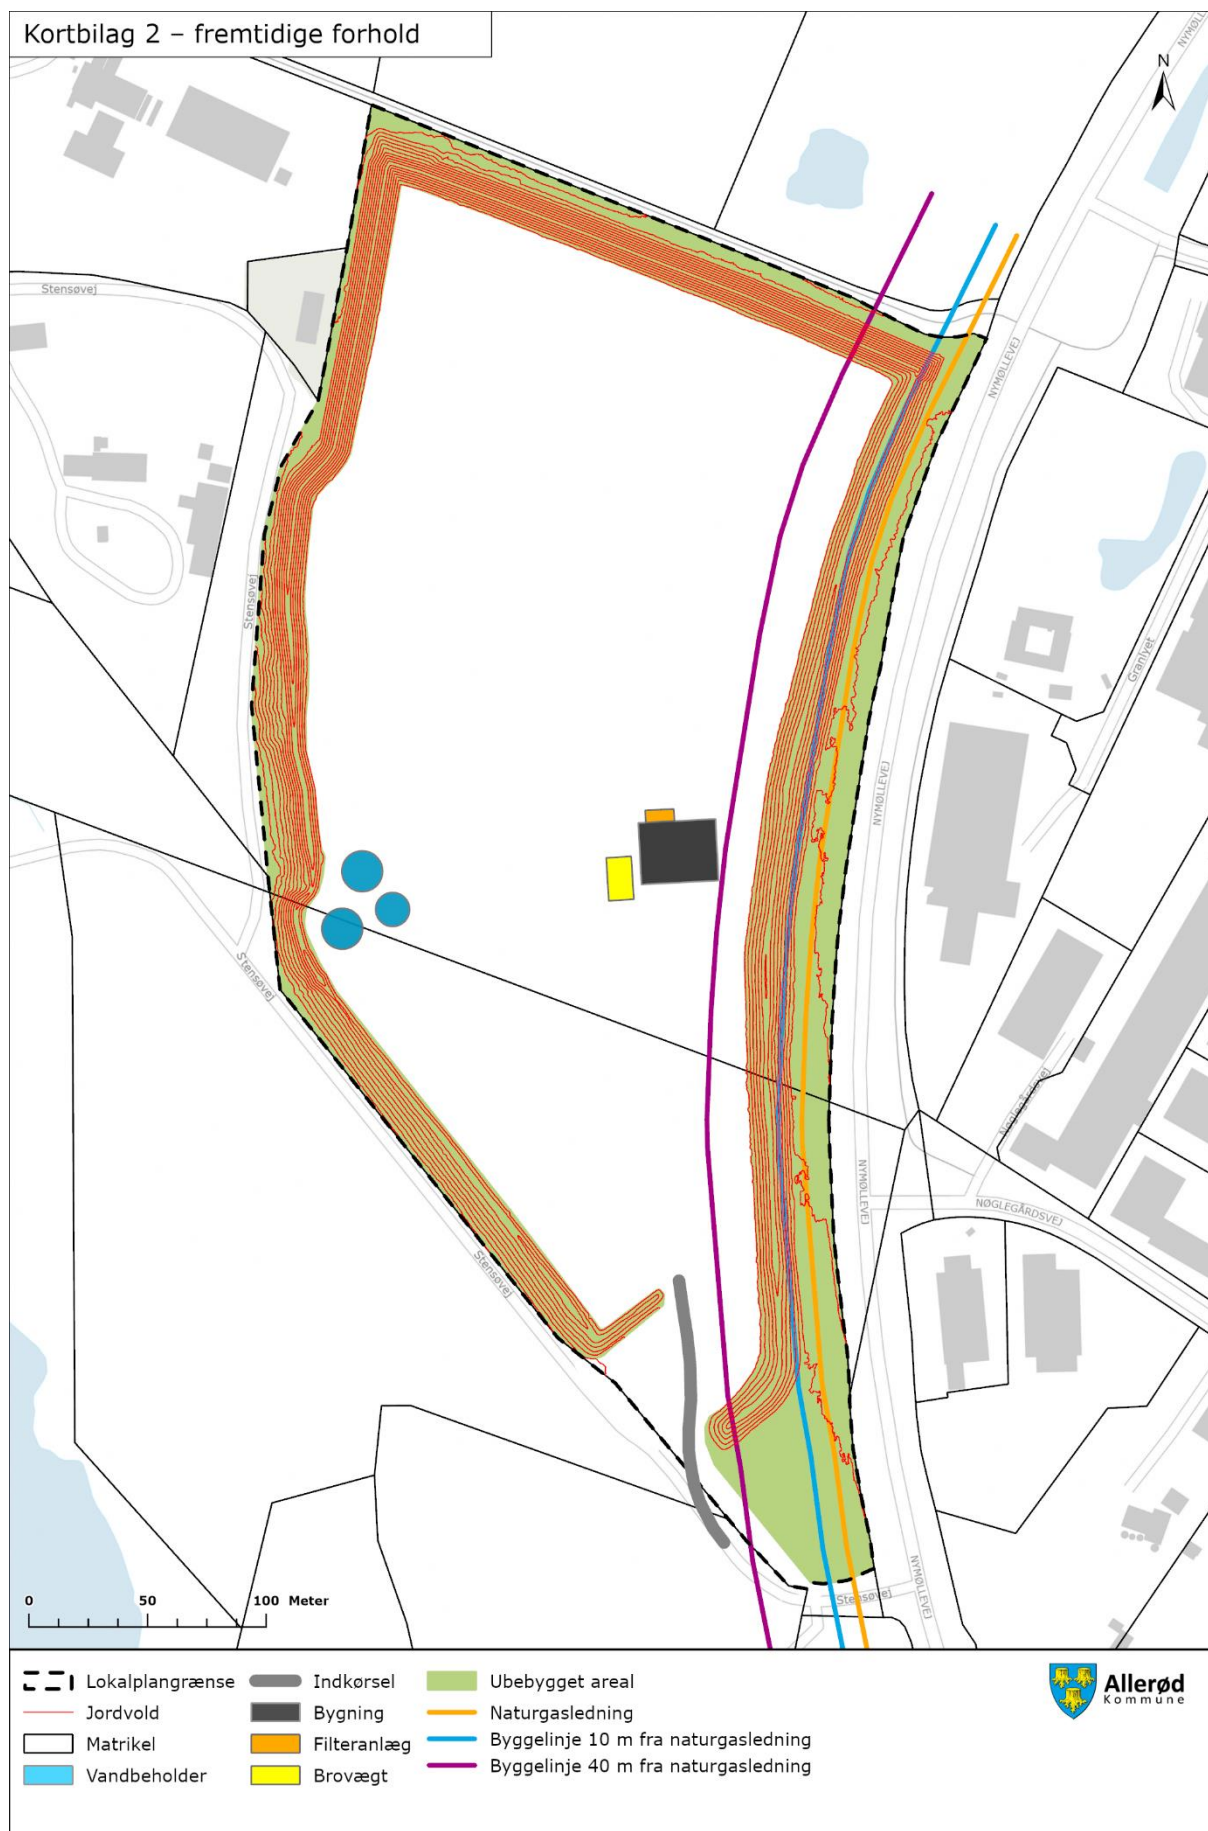 Kortbilag 2 – fremtidige forhold
NYMØLLEVEJ
N
Stensøvej
NYMØLLEVEJ
Stensøvej
Granlyet
NYMØLLEVEJ
Stensøvej
Nøglegårdsvej
NYMØLLEVEJ
NØGLEGÅRDSVEJ
Stensøvej
NYMØLLEVEJ
Stensøvej
0 50 100 Meter
Lokalplangrænse
Jordvold
Matrikel
Vandbeholder
Indkørsel
Bygning
Filteranlæg
Brovægt
Ubebygget areal
Naturgasledning
Byggelinje 10 m fra naturgasledning
Byggelinje 40 m fra naturgasledning
Allerød
Kommune